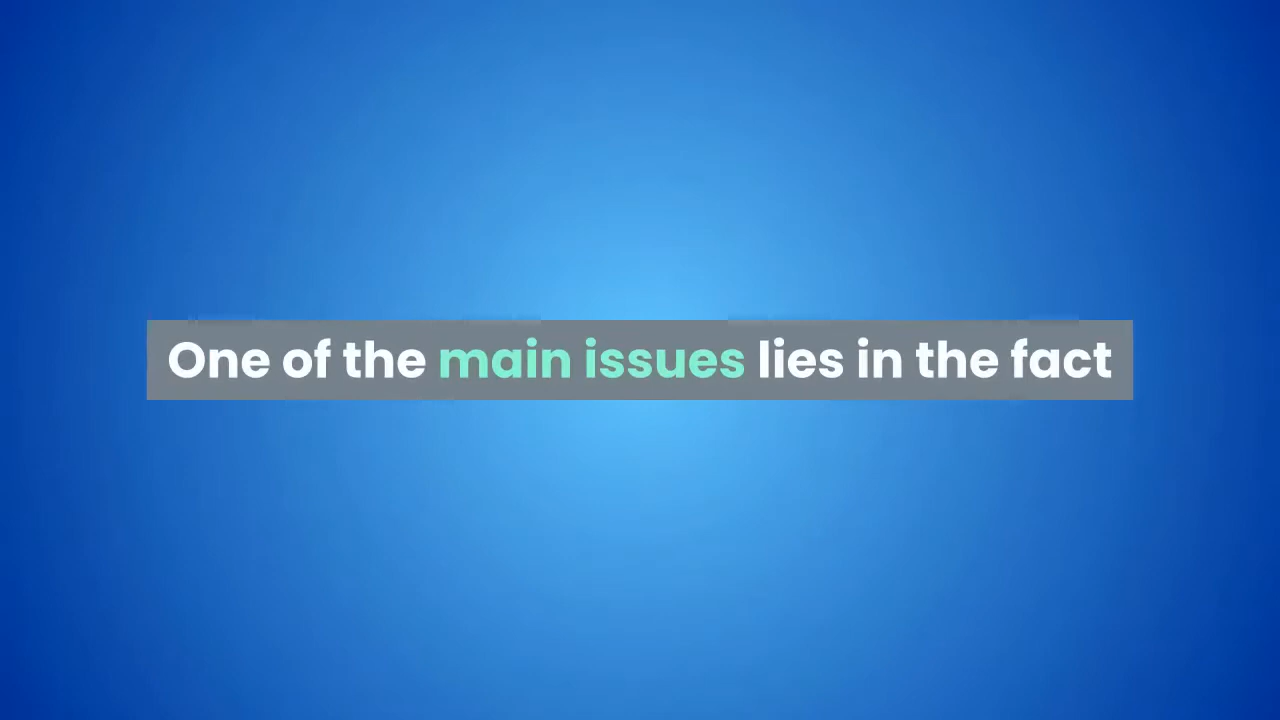 One of the main issues lies in the fact